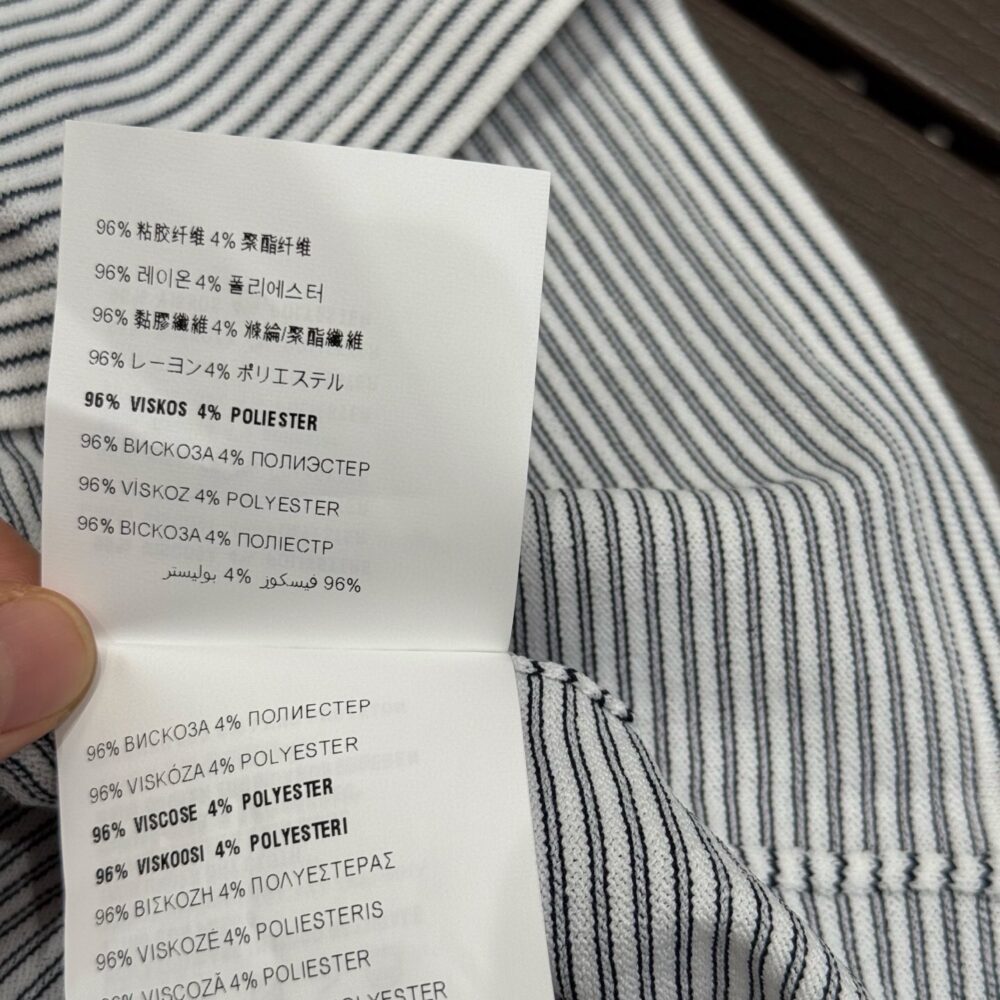 96% 粘胶纤维 4% 聚酯纤维
96% 레이온 4% 폴리에스터
96% 黏膠纖維 4% 滌綸/聚酯纖維
96% レーヨン 4% ポリエステル
96% VISKOS 4% POLIESTER
96% ВИСКОЗА 4% ПОЛИЭСТЕР
96% VİSKOZ 4% POLYESTER
96% ВІСКОЗА 4% ПОЛІЕСТР
96% فيسكوز 4% بوليستر
96% ВИСКОЗА 4% ПОЛИЕСТЕР
96% VISKÓZA 4% POLYESTER
96% VISCOSE 4% POLYESTER
96% VISKOOSI 4% POLYESTERI
96% ΒΙΣΚΟΖΗ 4% ΠΟΛΥΕΣΤΕΡΑΣ
96% VISKOZĖ 4% POLIESTERIS
96% VISCOZĂ 4% POLIESTER
POLYESTER